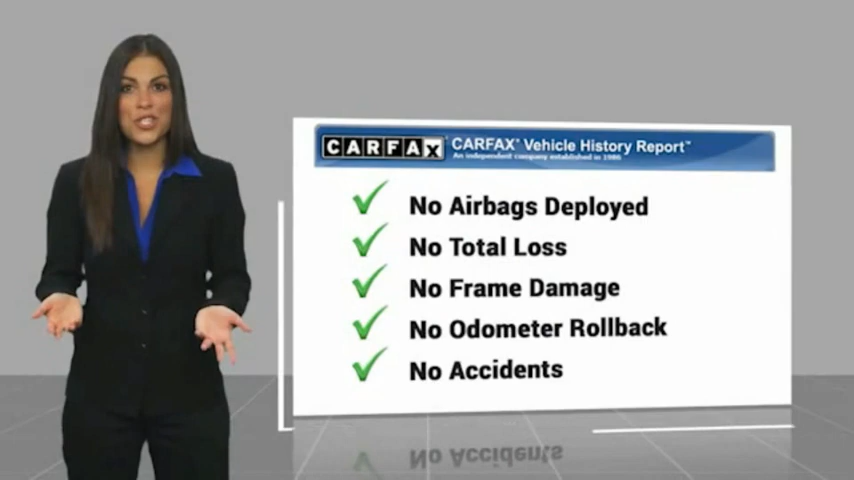 CARFAX CARFAX™ Vehicle History Report™
An independent company established in 1986
No Airbags Deployed
No Total Loss
No Frame Damage
No Odometer Rollback
No Accidents
No Accidents